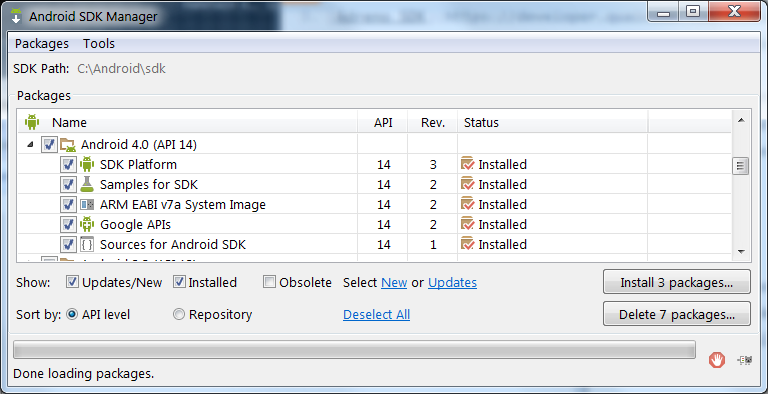 Android SDK Manager
Packages Tools
SDK Path: C:\Android\sdk
Packages
Name API Rev. Status
Android 4.0 (API 14)
SDK Platform 14 3 Installed
Samples for SDK 14 2 Installed
ARM EABI v7a System Image 14 2 Installed
Google APIs 14 2 Installed
Sources for Android SDK 14 1 Installed
Show: Updates/New Installed Obsolete Select New or Updates Install 3 packages...
Sort by: API level Repository Deselect All Delete 7 packages...
Done loading packages.